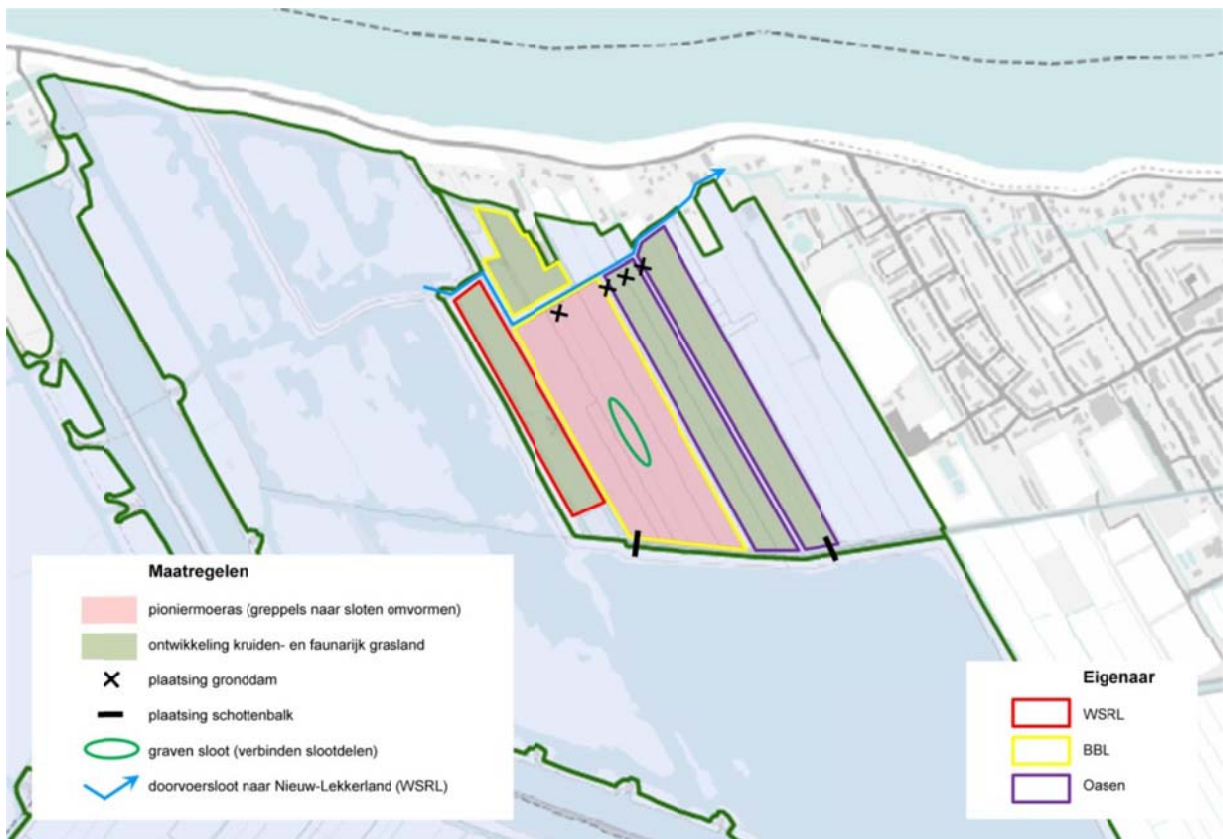 Maatregelen
pioniermoeras (greppels naar sloten omvormen)
ontwikkeling kruiden- en faunarijk grasland
plaatsing gronddam
plaatsing schottenbalk
graven sloot (verbinden slootdelen)
doorvoersloot naar Nieuw-Lekkerland (WSRL)
Eigenaar
WSRL
BBL
Oasen